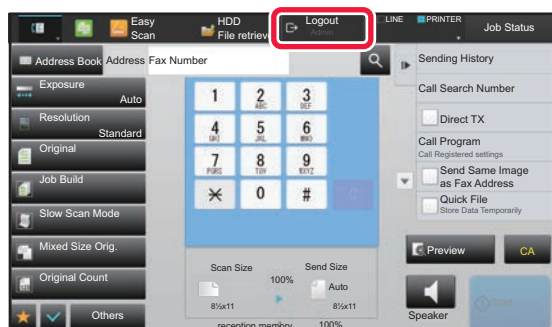 Easy
Scan
HDD
File retriev
Logout
Admin
LINE
PRINTER
Job Status
Address Book
Address
Fax Number
Sending History
Exposure
Auto
Call Search Number
Resolution
Standard
Direct TX
Original
Call Program
Call Registered settings
Job Build
Send Same Image
as Fax Address
Slow Scan Mode
Quick File
Store Data Temporarily
Mixed Size Orig.
Original Count
Others
1
2 ABC
3 DEF
4 GHI
5 JKL
6 MNO
7 PQRS
8 TUV
9 WXYZ
0
#
C
Scan Size
100%
Send Size
Auto
8½x11
8½x11
reception memory 100%
Preview
CA
Speaker
Start